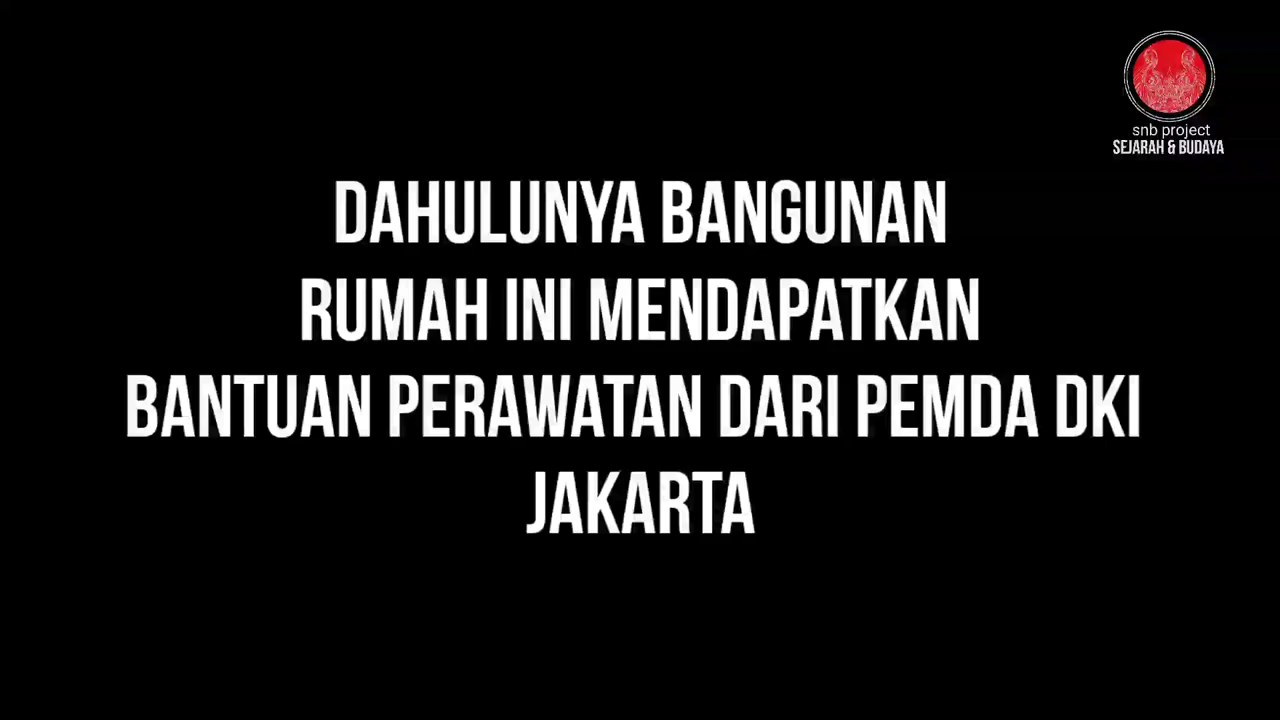 snb project
SEJARAH & BUDAYA
DAHULUNYA BANGUNAN
RUMAH INI MENDAPATKAN
BANTUAN PERAWATAN DARI PEMDA DKI
JAKARTA